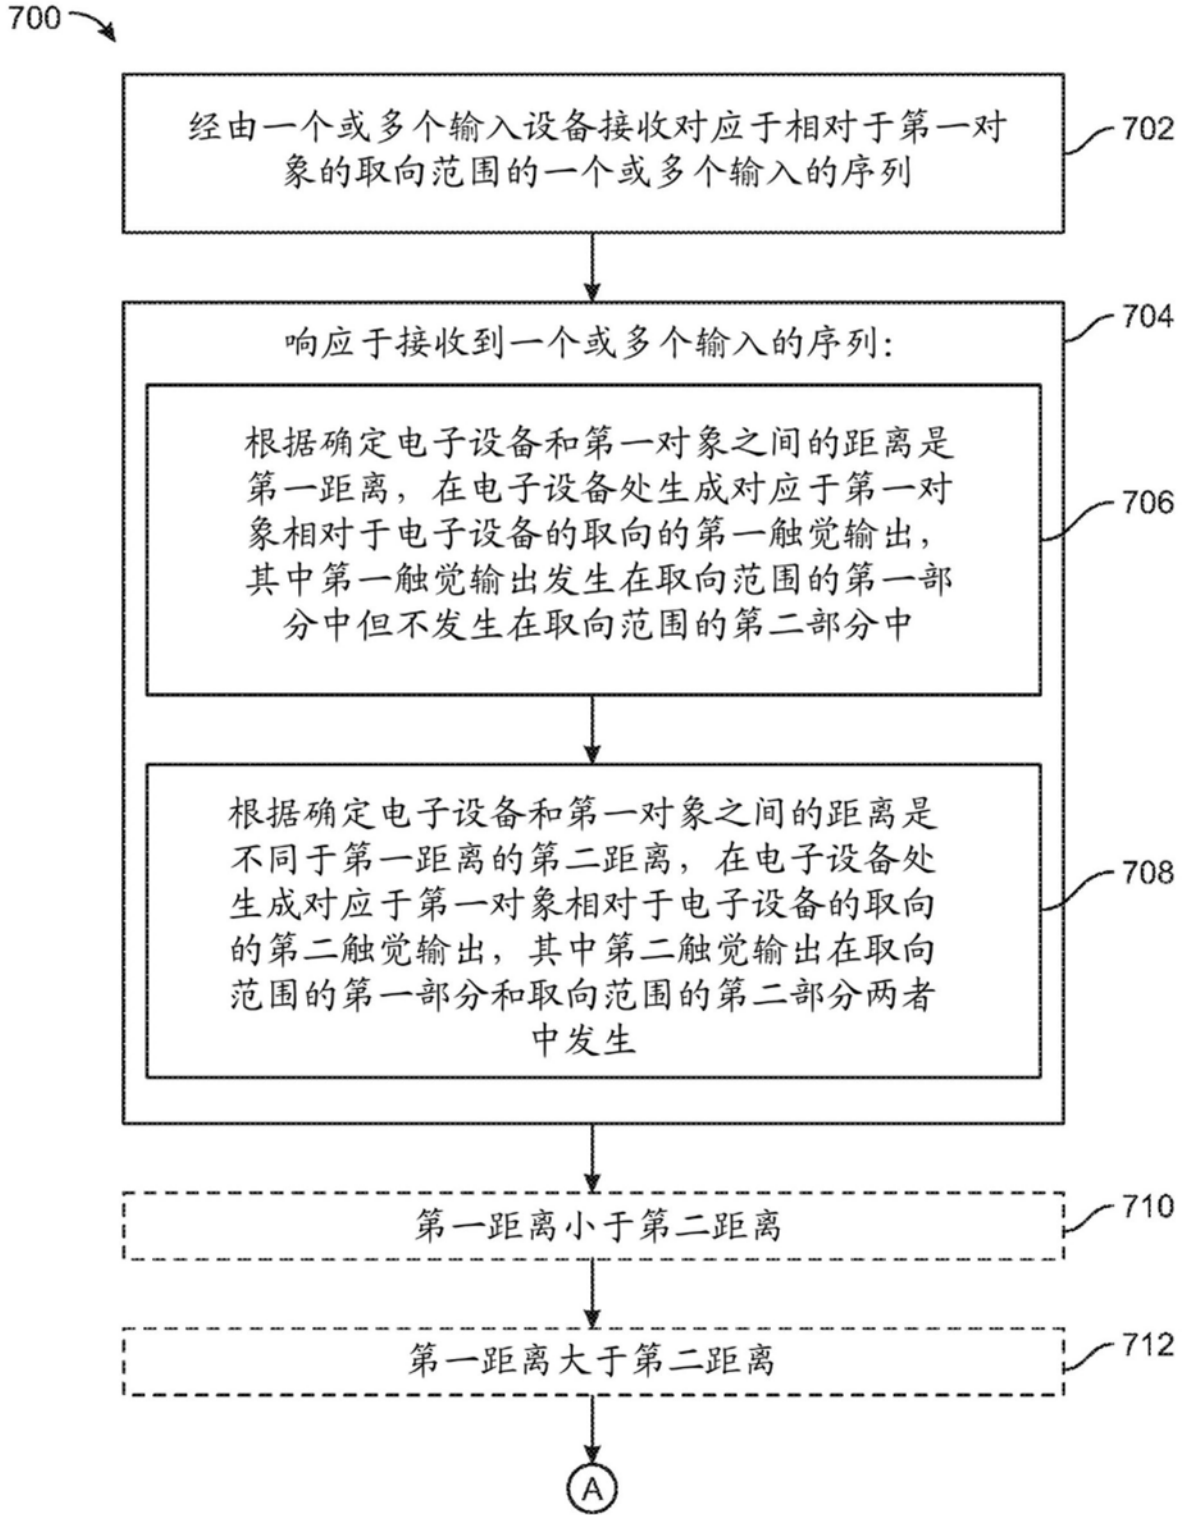 700
经由一个或多个输入设备接收对应于相对于第一对
象的取向范围的一个或多个输入的序列
702
704
响应于接收到一个或多个输入的序列：
根据确定电子设备和第一对象之间的距离是
第一距离，在电子设备处生成对应于第一对
象相对于电子设备的取向的第一触觉输出，
其中第一触觉输出发生在取向范围的第一部
分中但不发生在取向范围的第二部分中
706
根据确定电子设备和第一对象之间的距离是
不同于第一距离的第二距离，在电子设备处
生成对应于第一对象相对于电子设备的取向
的第二触觉输出，其中第二触觉输出在取向
范围的第一部分和取向范围的第二部分两者
中发生
708
第一距离小于第二距离
710
第一距离大于第二距离
712
A